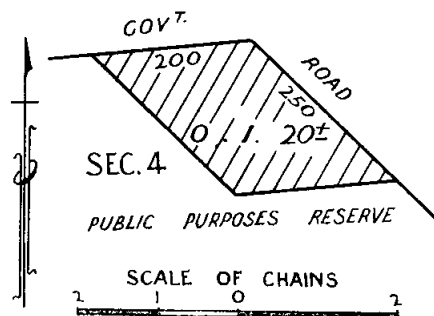 GOVT.
ROAD
200
250
0 . 1. 20±
SEC. 4
PUBLIC PURPOSES RESERVE
SCALE OF CHAINS
2 1 0 2